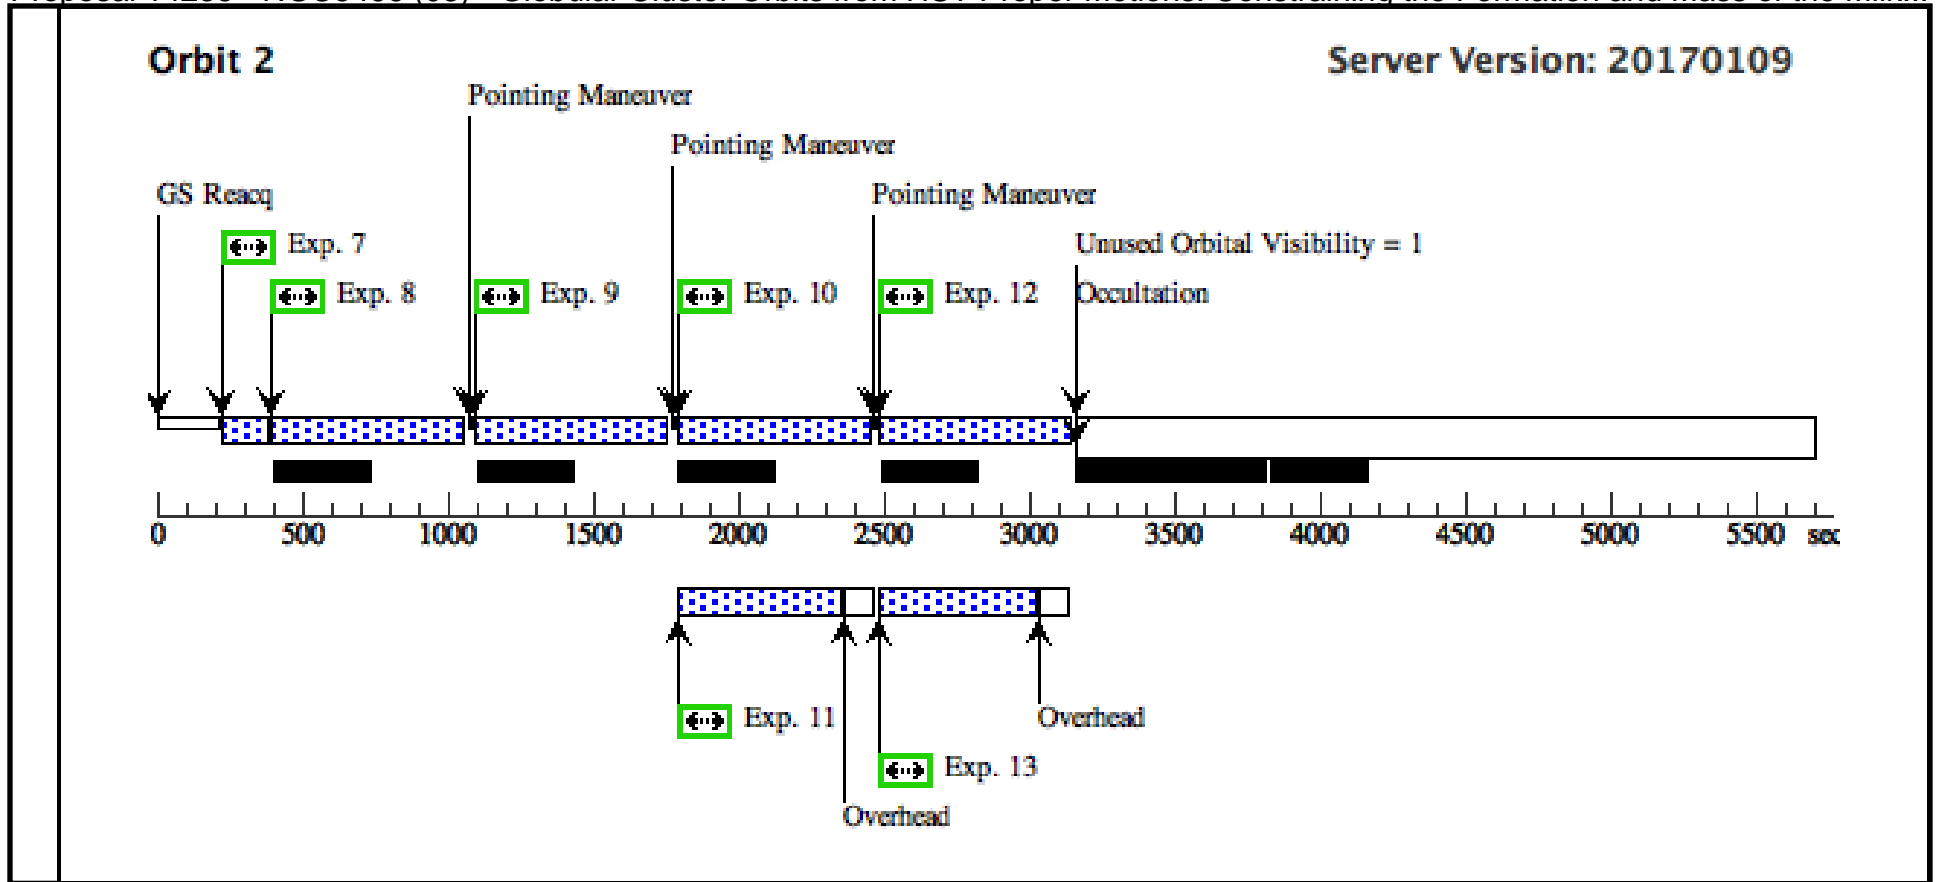 Orbit 2
Server Version: 20170109
Pointing Maneuver
Pointing Maneuver
GS Reacq
Pointing Maneuver
Exp. 7
Unused Orbital Visibility = 1
Exp. 8
Exp. 9
Exp. 10
Exp. 12
Occultation
0 500 1000 1500 2000 2500 3000 3500 4000 4500 5000 5500 sec
Exp. 11
Overhead
Exp. 13
Overhead